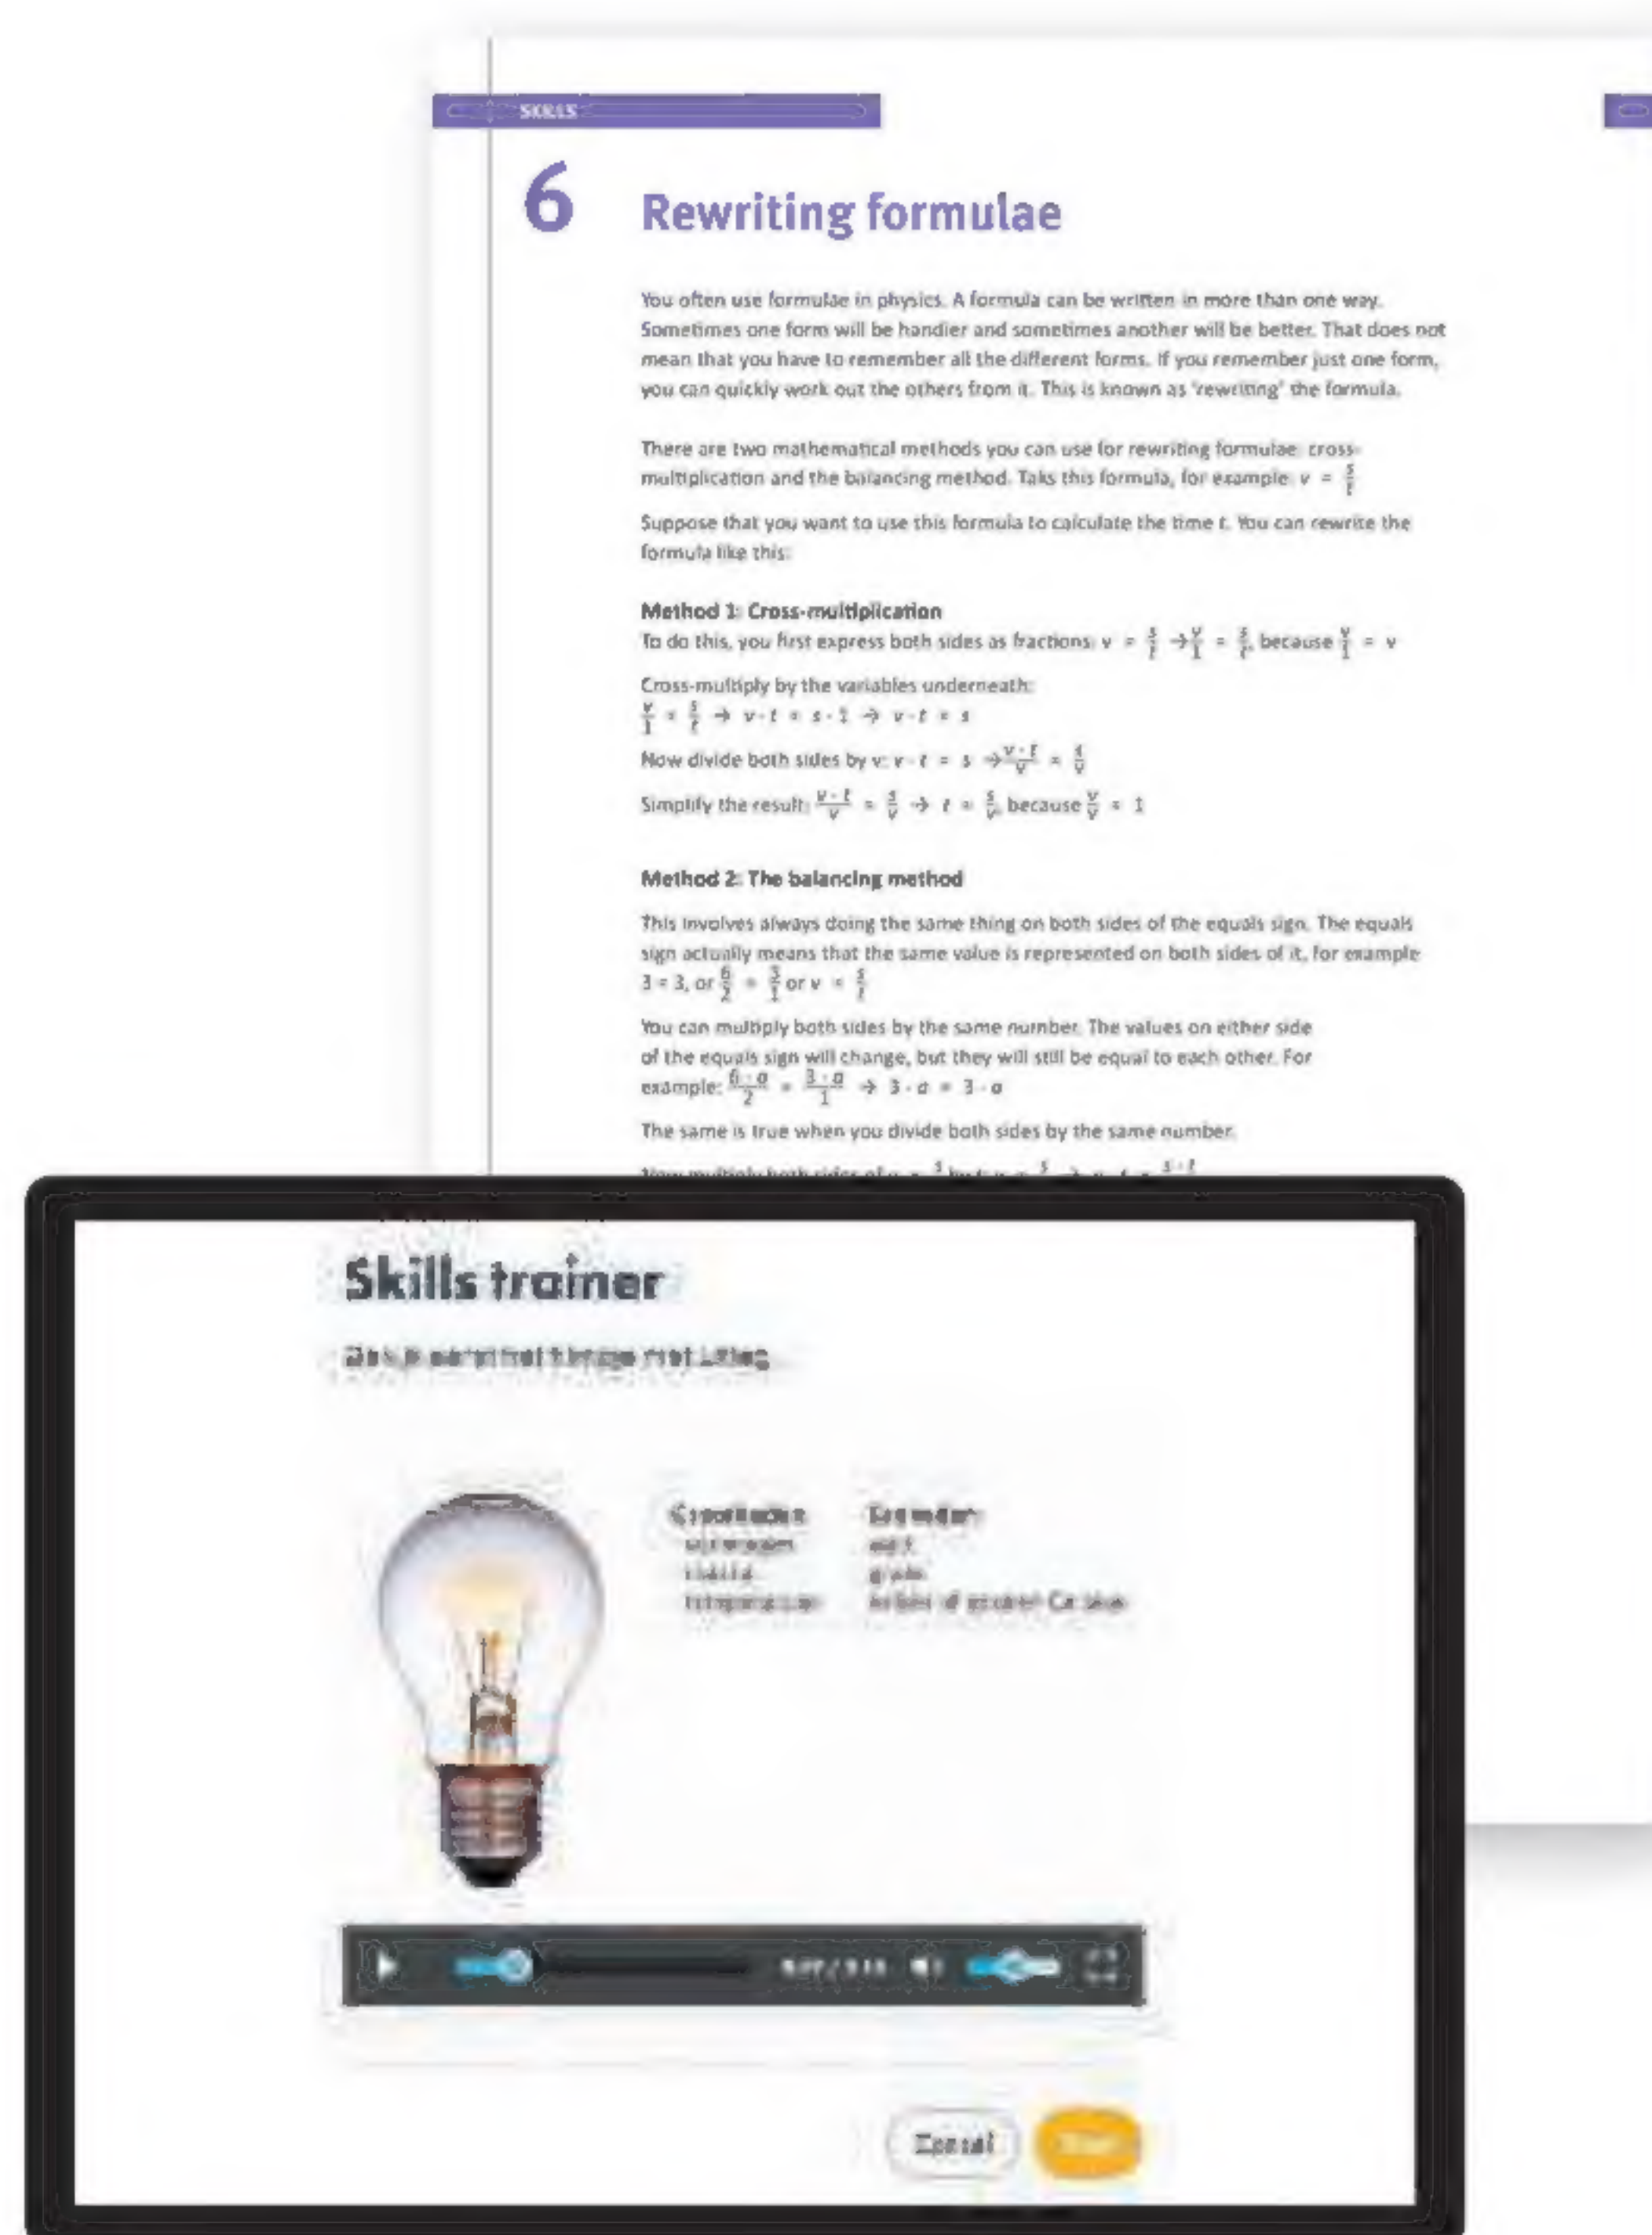 SKILLS
6 Rewriting formulae
You often use formulae in physics. A formula can be written in more than one way.
Sometimes one form will be handier and sometimes another will be better. That does not
mean that you have to remember all the different forms. If you remember just one form,
you can quickly work out the others from it. This is known as 'rewriting' the formula.
There are two mathematical methods you can use for rewriting formulae: cross-
multiplication and the balancing method. Take this formula, for example: v = s/t
Suppose that you want to use this formula to calculate the time t. You can rewrite the
formula like this:
Method 1: Cross-multiplication
To do this, you first express both sides as fractions: v = s/t → v/1 = s/t, because v/1 = v
Cross-multiply by the variables underneath:
v/1 = s/t → v · t = s · 1 → v · t = s
Now divide both sides by v: v · t = s → v · t/v = s/v
Simplify the result: v · t/v = s/v → t = s/v, because v/v = 1
Method 2: The balancing method
This involves always doing the same thing on both sides of the equals sign. The equals
sign actually means that the same value is represented on both sides of it, for example
3 = 3, or 6/2 = 3/1 or v = s/t
You can multiply both sides by the same number. The values on either side
of the equals sign will change, but they will still be equal to each other. For
example: 6 · a/2 = 3 · a/1 → 3 · a = 3 · a
The same is true when you divide both sides by the same number.
Now multiply both sides of v = s/t by t: v = s/t → v · t = s · t
Skills trainer